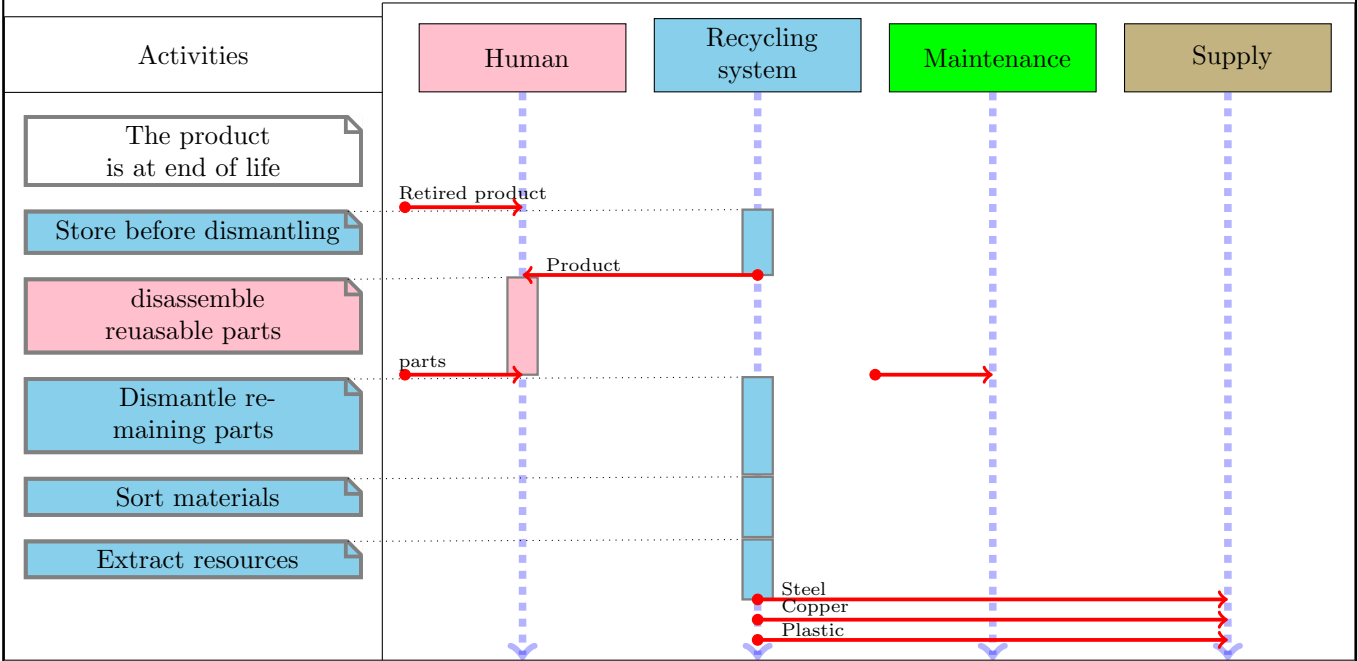 Activities
Human
Recycling
system
Maintenance
Supply
The product
is at end of life
Retired product
Store before dismantling
Product
disassemble
reuasable parts
parts
Dismantle re-
maining parts
Sort materials
Extract resources
Steel
Copper
Plastic